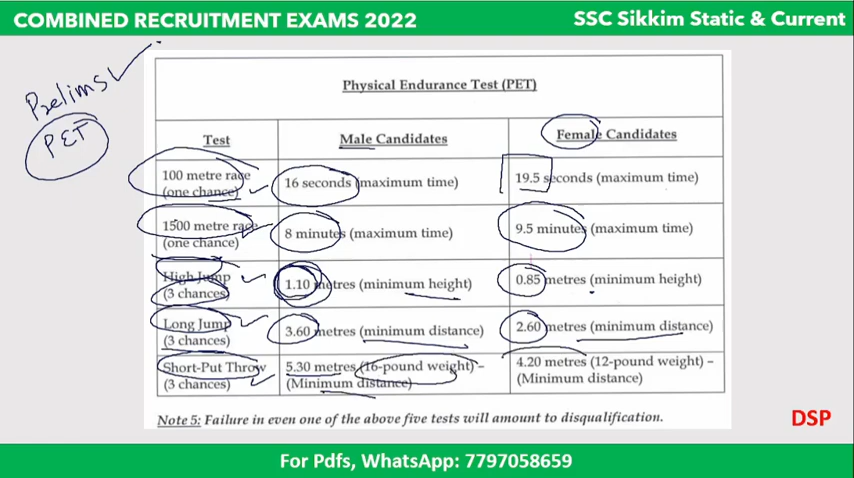 COMBINED RECRUITMENT EXAMS 2022
SSC Sikkim Static & Current
Prelims
PET
Physical Endurance Test (PET)
Test
Male Candidates
Female Candidates
100 metre race
(one chance)
16 seconds (maximum time)
19.5 seconds (maximum time)
1500 metre race
(one chance)
8 minutes (maximum time)
9.5 minutes (maximum time)
High Jump
(3 chances)
1.10 metres (minimum height)
0.85 metres (minimum height)
Long Jump
(3 chances)
3.60 metres (minimum distance)
2.60 metres (minimum distance)
Short-Put Throw
(3 chances)
5.30 metres (16-pound weight) –
(Minimum distance)
4.20 metres (12-pound weight) –
(Minimum distance)
Note 5: Failure in even one of the above five tests will amount to disqualification.
DSP
For Pdfs, WhatsApp: 7797058659